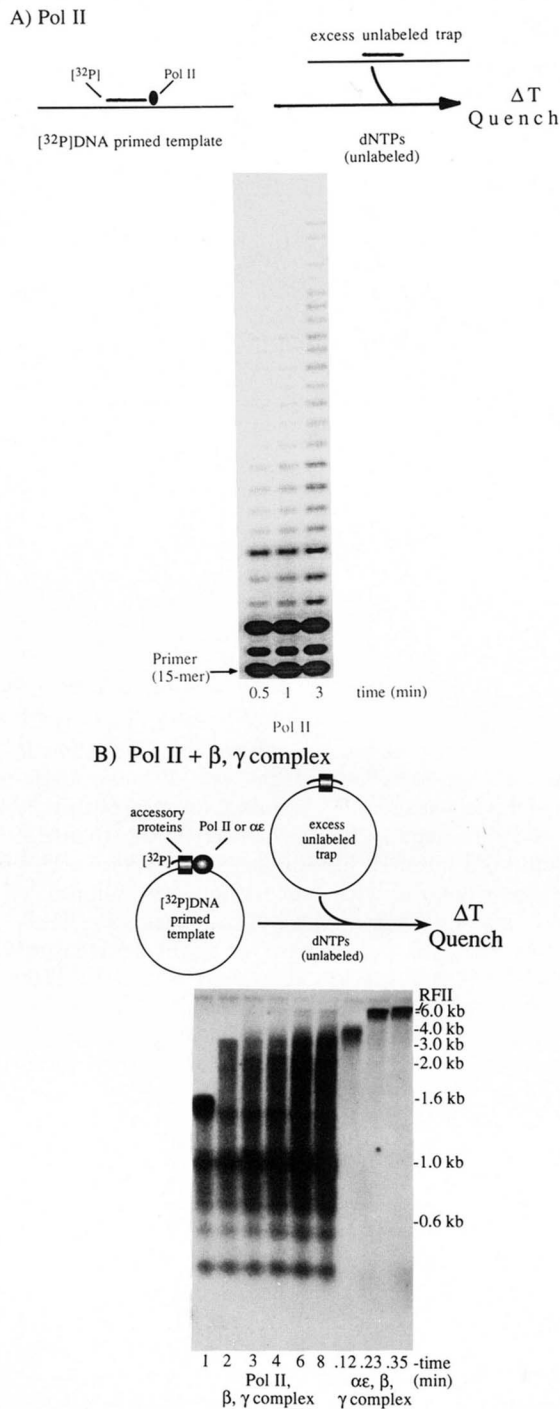 A) Pol II
excess unlabeled trap
[32P]
Pol II
ΔT
Quench
[32P]DNA primed template
dNTPs
(unlabeled)
Primer
(15-mer)
0.5 1 3 time (min)
Pol II
B) Pol II + β, γ complex
accessory
proteins
Pol II or αε
[32P]
excess
unlabeled
trap
[32P]DNA
primed
template
ΔT
Quench
dNTPs
(unlabeled)
RFII
-6.0 kb
-4.0 kb
-3.0 kb
-2.0 kb
-1.6 kb
-1.0 kb
-0.6 kb
1 2 3 4 6 8 .12 .23 .35 -time
Pol II, αε, β, (min)
β, γ complex γ complex